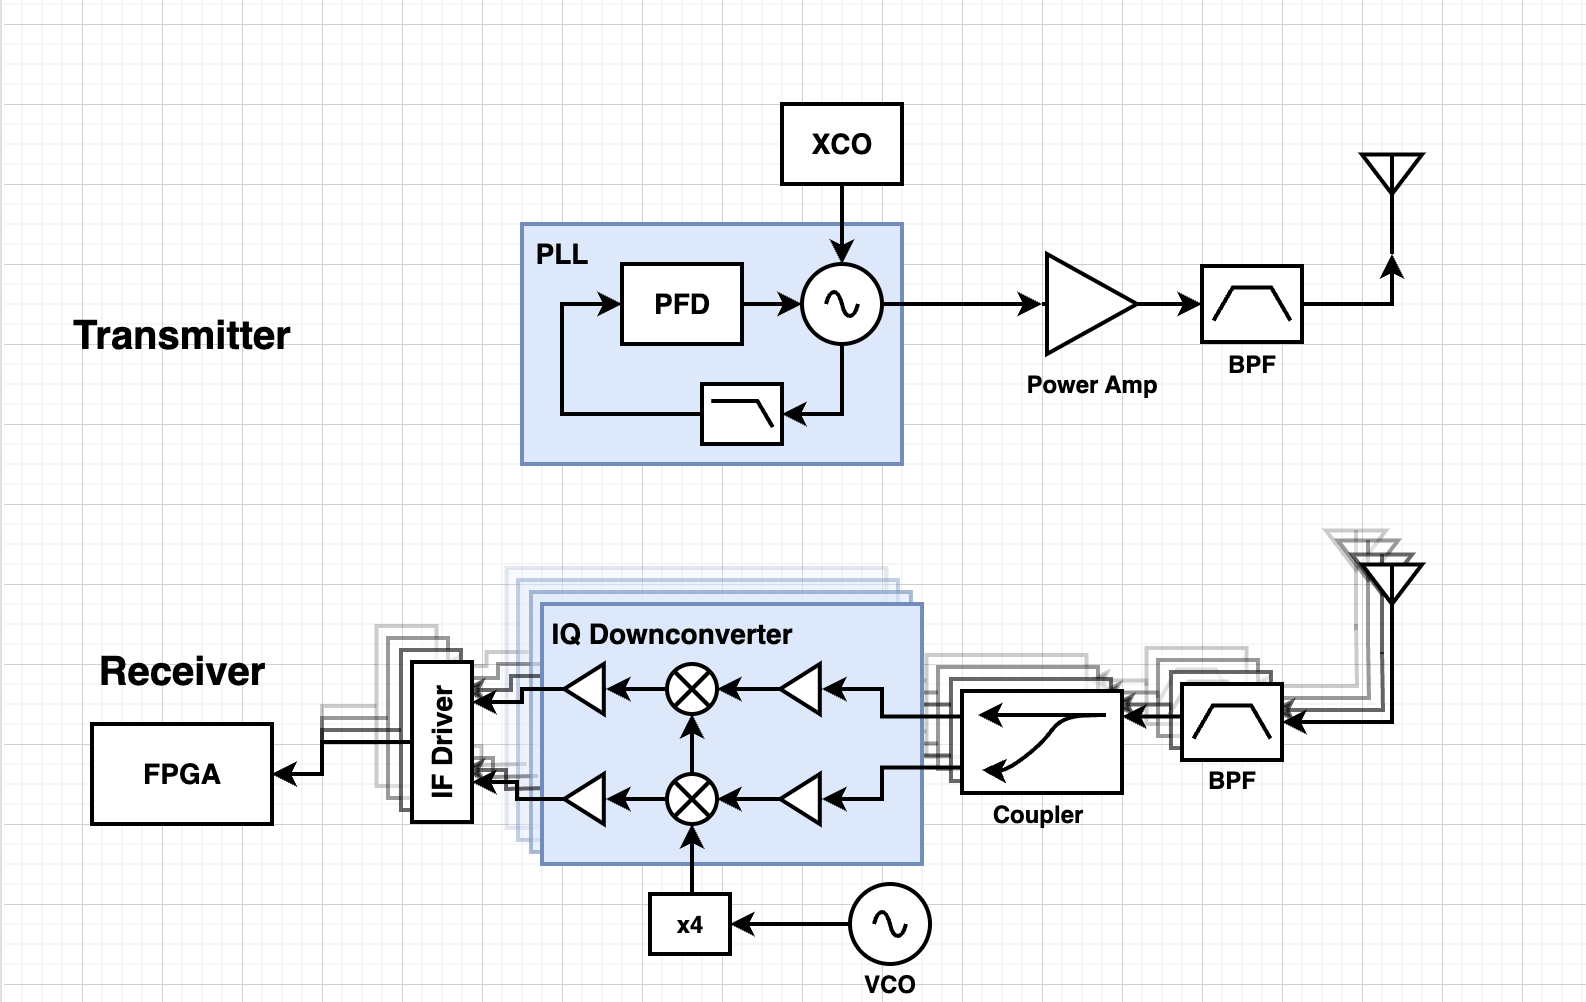 XCO
PLL
PFD
Transmitter
Power Amp
BPF
IQ Downconverter
Receiver
IF Driver
FPGA
Coupler
BPF
x4
VCO